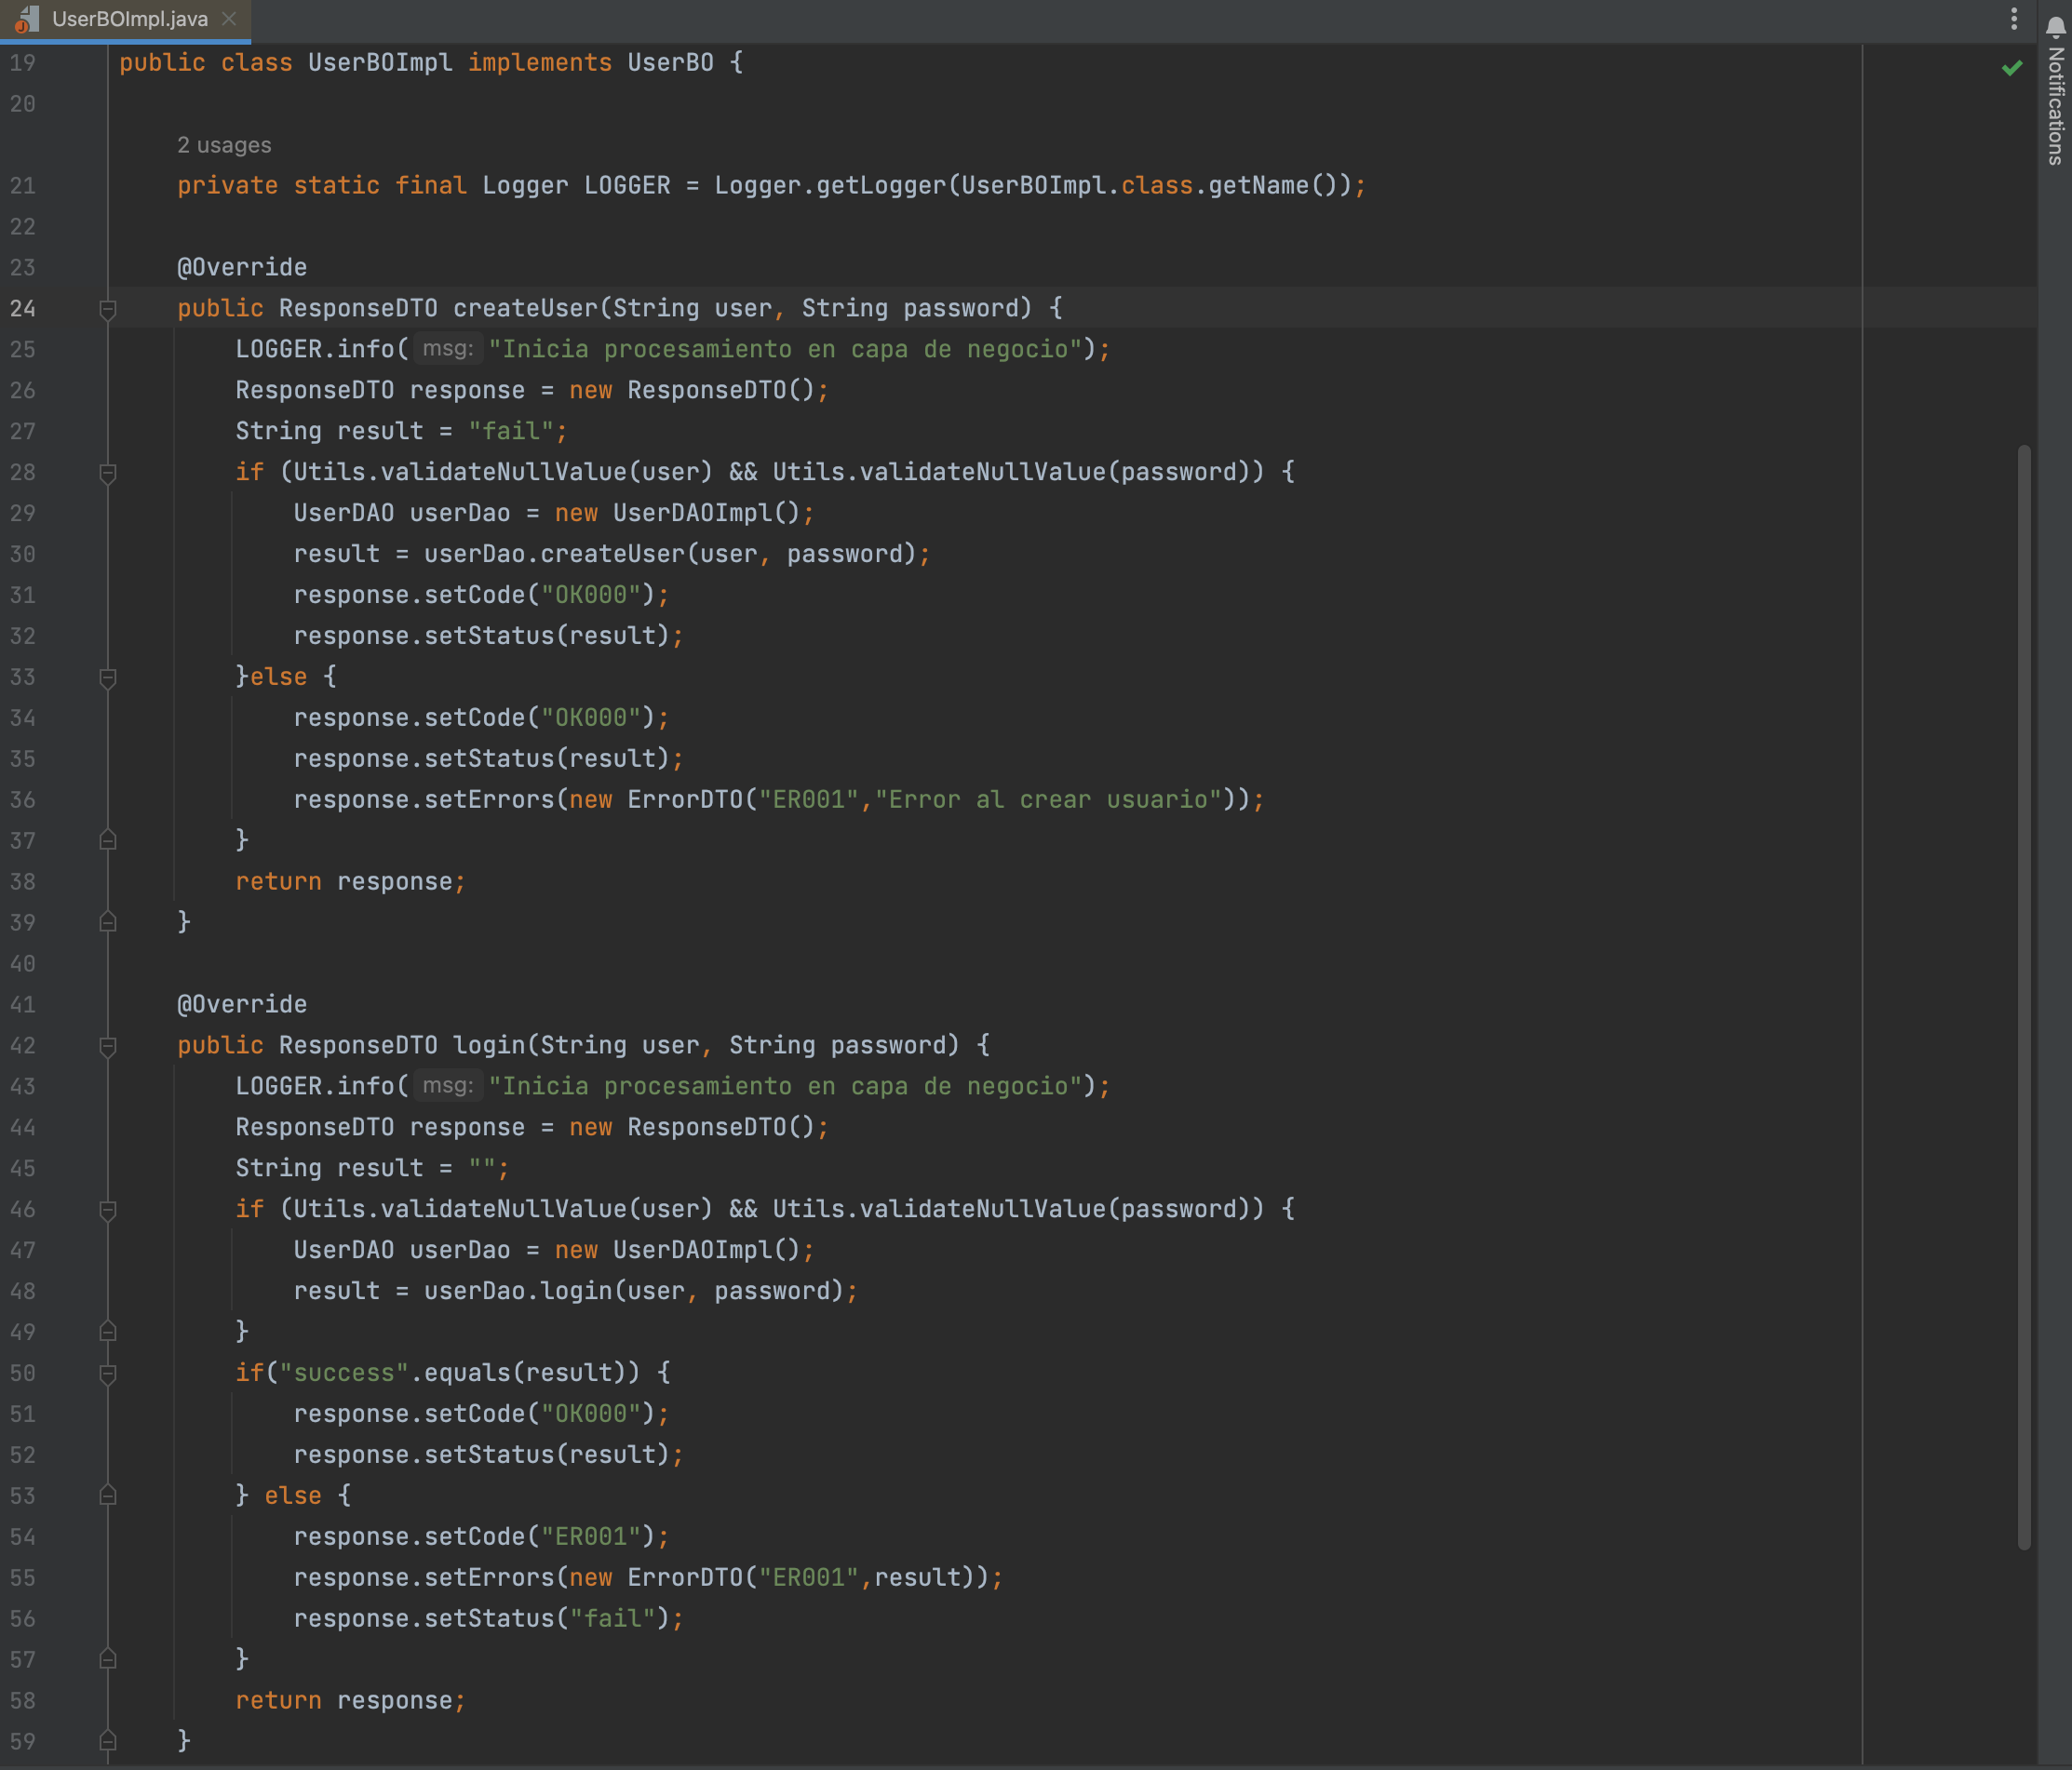 UserBOImpl.java
Notifications
19 public class UserBOImpl implements UserBO {
20
2 usages
21 private static final Logger LOGGER = Logger.getLogger(UserBOImpl.class.getName());
22
23 @Override
24 public ResponseDTO createUser(String user, String password) {
25 LOGGER.info( msg: "Inicia procesamiento en capa de negocio");
26 ResponseDTO response = new ResponseDTO();
27 String result = "fail";
28 if (Utils.validateNullValue(user) && Utils.validateNullValue(password)) {
29 UserDAO userDao = new UserDAOImpl();
30 result = userDao.createUser(user, password);
31 response.setCode("OK000");
32 response.setStatus(result);
33 }else {
34 response.setCode("OK000");
35 response.setStatus(result);
36 response.setErrors(new ErrorDTO("ER001","Error al crear usuario"));
37 }
38 return response;
39 }
40
41 @Override
42 public ResponseDTO login(String user, String password) {
43 LOGGER.info( msg: "Inicia procesamiento en capa de negocio");
44 ResponseDTO response = new ResponseDTO();
45 String result = "";
46 if (Utils.validateNullValue(user) && Utils.validateNullValue(password)) {
47 UserDAO userDao = new UserDAOImpl();
48 result = userDao.login(user, password);
49 }
50 if("success".equals(result)) {
51 response.setCode("OK000");
52 response.setStatus(result);
53 } else {
54 response.setCode("ER001");
55 response.setErrors(new ErrorDTO("ER001",result));
56 response.setStatus("fail");
57 }
58 return response;
59 }